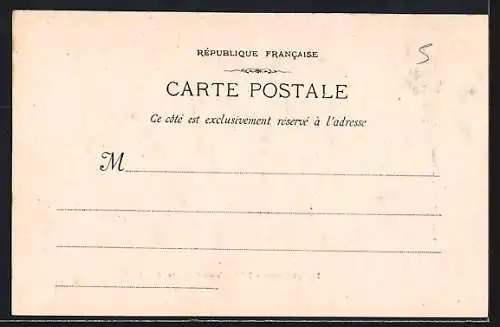 5
RÉPUBLIQUE FRANÇAISE
CARTE POSTALE
Ce côté est exclusivement réservé à l'adresse
M